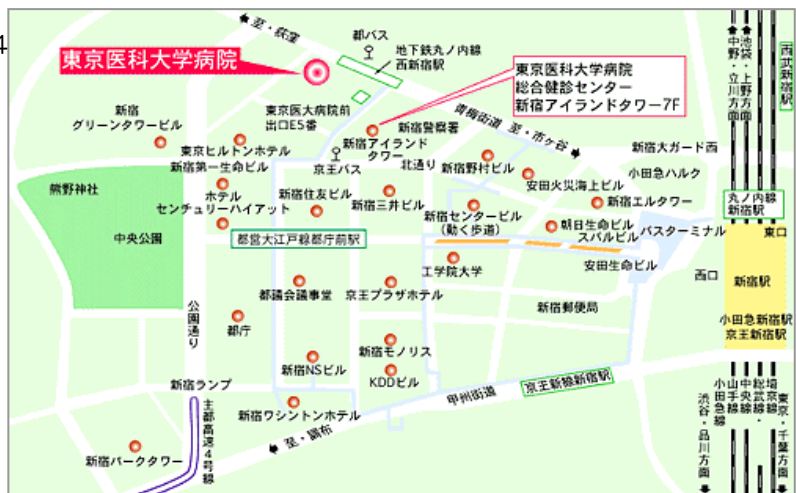 4
至・荻窪
都バス
地下鉄丸ノ内線
西新宿駅
東京医科大学病院
東京医科大学病院
総合健診センター
新宿アイランドタワー7F
中野・立川方面
池袋・上野方面
西武新宿駅
新宿
グリーンタワービル
東京医大病院前
出口E5番
青梅街道 至・市ヶ谷
新宿警察署
新宿アイランド
タワー
東京ヒルトンホテル
京王バス
北通り
新宿野村ビル
新宿大ガード西
小田急ハルク
新宿第一生命ビル
熊野神社
ホテル
センチュリーハイアット
新宿住友ビル
新宿三井ビル
安田火災海上ビル
新宿エルタワー
丸ノ内線
新宿駅
新宿センタービル
(動く歩道)
朝日生命ビル
スバルビル
バスターミナル
東口
中央公園
都営大江戸線都庁前駅
工学院大学
安田生命ビル
西口
新宿駅
都議会議事堂
京王プラザホテル
新宿郵便局
公園通り
都庁
小田急新宿駅
京王新宿駅
新宿モノリス
新宿NSビル
KDDビル
新宿ランプ
京王新線新宿駅
甲州街道
新宿ワシントンホテル
主都高速4号線
至・調布
新宿パークタワー
渋谷・品川方面
小田急線
山手線
中央線
総武線・
埼京線
東京・千葉方面